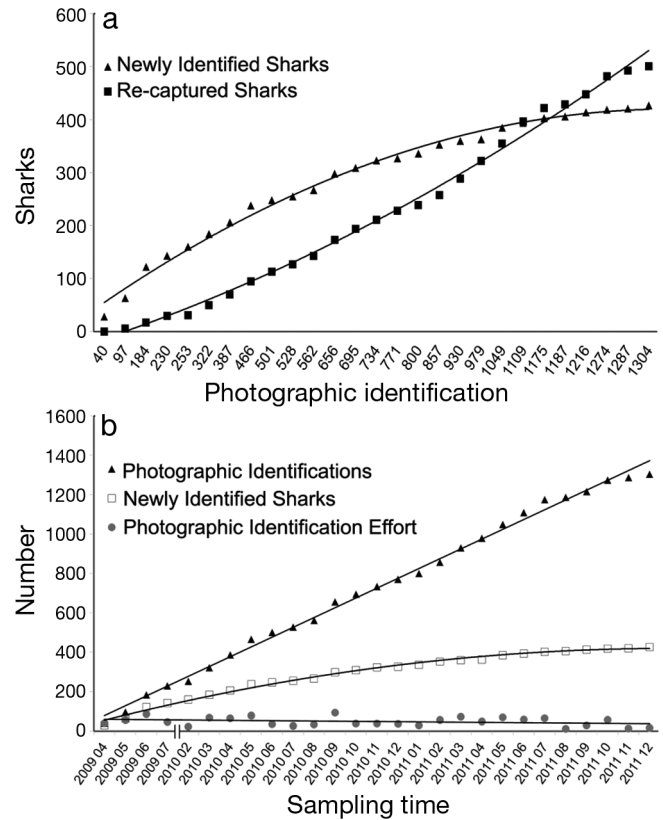 a
600
500
400
300
200
100
0
Sharks
Newly Identified Sharks
Re-captured Sharks
40 97 184 230 253 322 387 466 501 528 562 656 695 734 771 800 857 930 979 1049 1109 1175 1187 1216 1274 1287 1304
Photographic identification
b
1600
1400
1200
1000
800
600
400
200
0
Number
Photographic Identifications
Newly Identified Sharks
Photographic Identification Effort
2009 04 2009 05 2009 06 2009 07 2010 02 2010 03 2010 04 2010 05 2010 06 2010 07 2010 08 2010 09 2010 10 2010 11 2010 12 2011 01 2011 02 2011 03 2011 04 2011 05 2011 06 2011 07 2011 08 2011 09 2011 10 2011 11 2011 12
Sampling time